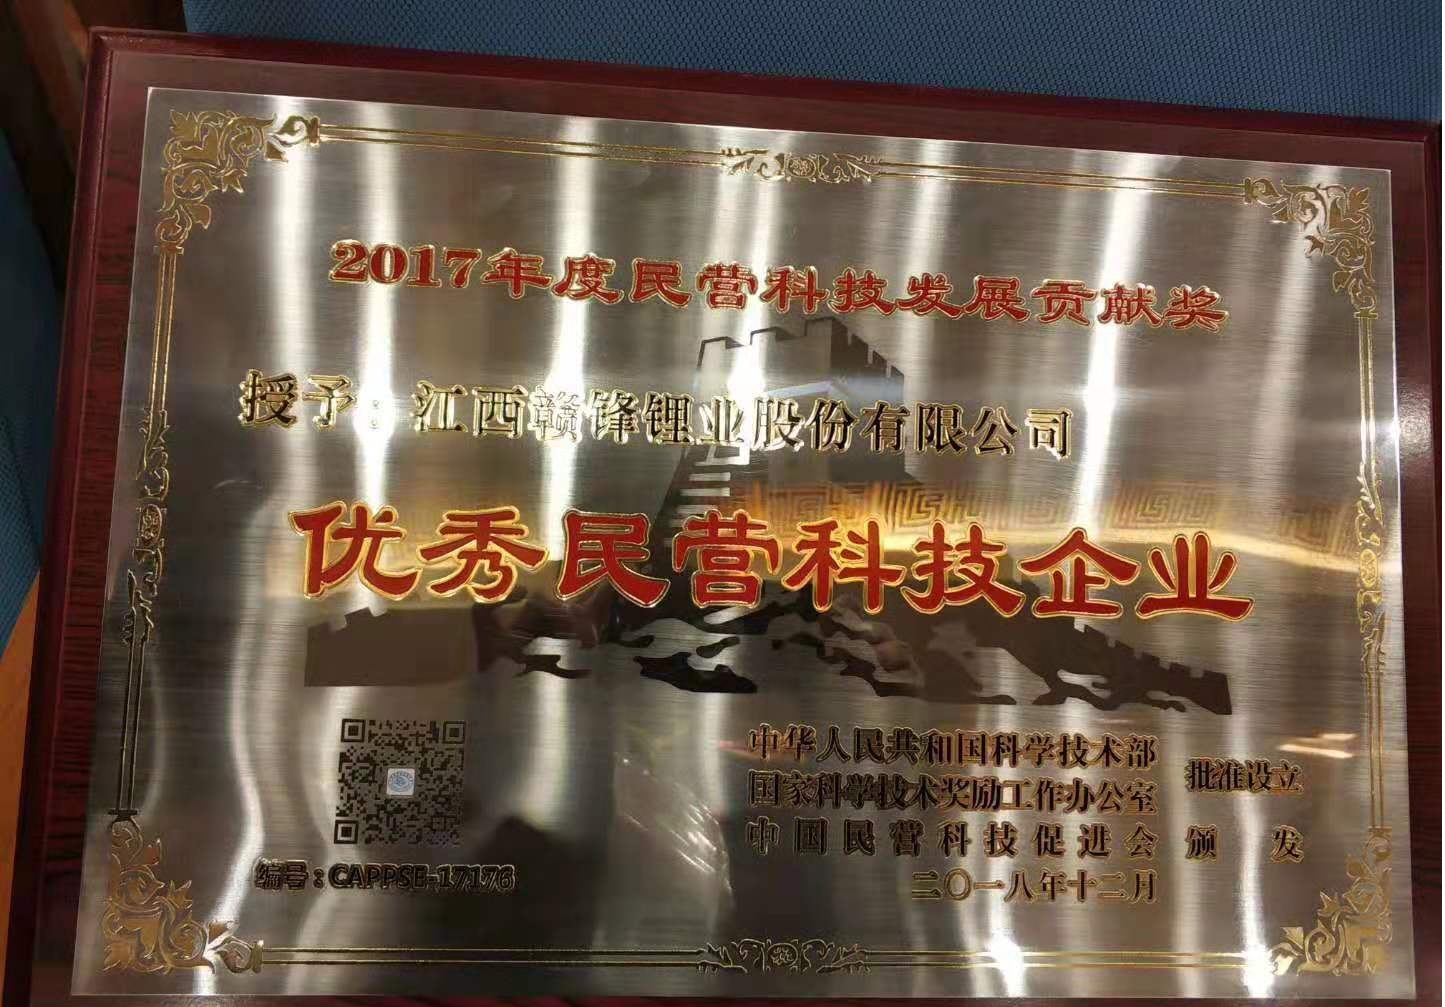 2017年度民营科技发展贡献奖
授予：江西赣锋锂业股份有限公司
优秀民营科技企业
中华人民共和国科学技术部
国家科学技术奖励工作办公室 批准设立
中国民营科技促进会 颁发
二〇一八年十二月
编号：CAPPSE-17176